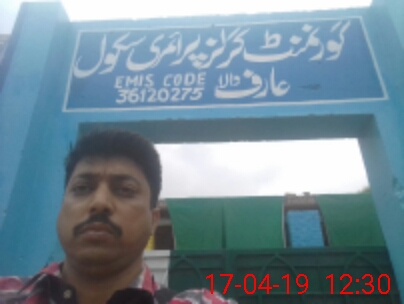 گورنمنٹ گرلز پرائمری سکول
EMIS CODE
36120275 عارف والا
17-04-19 12:30